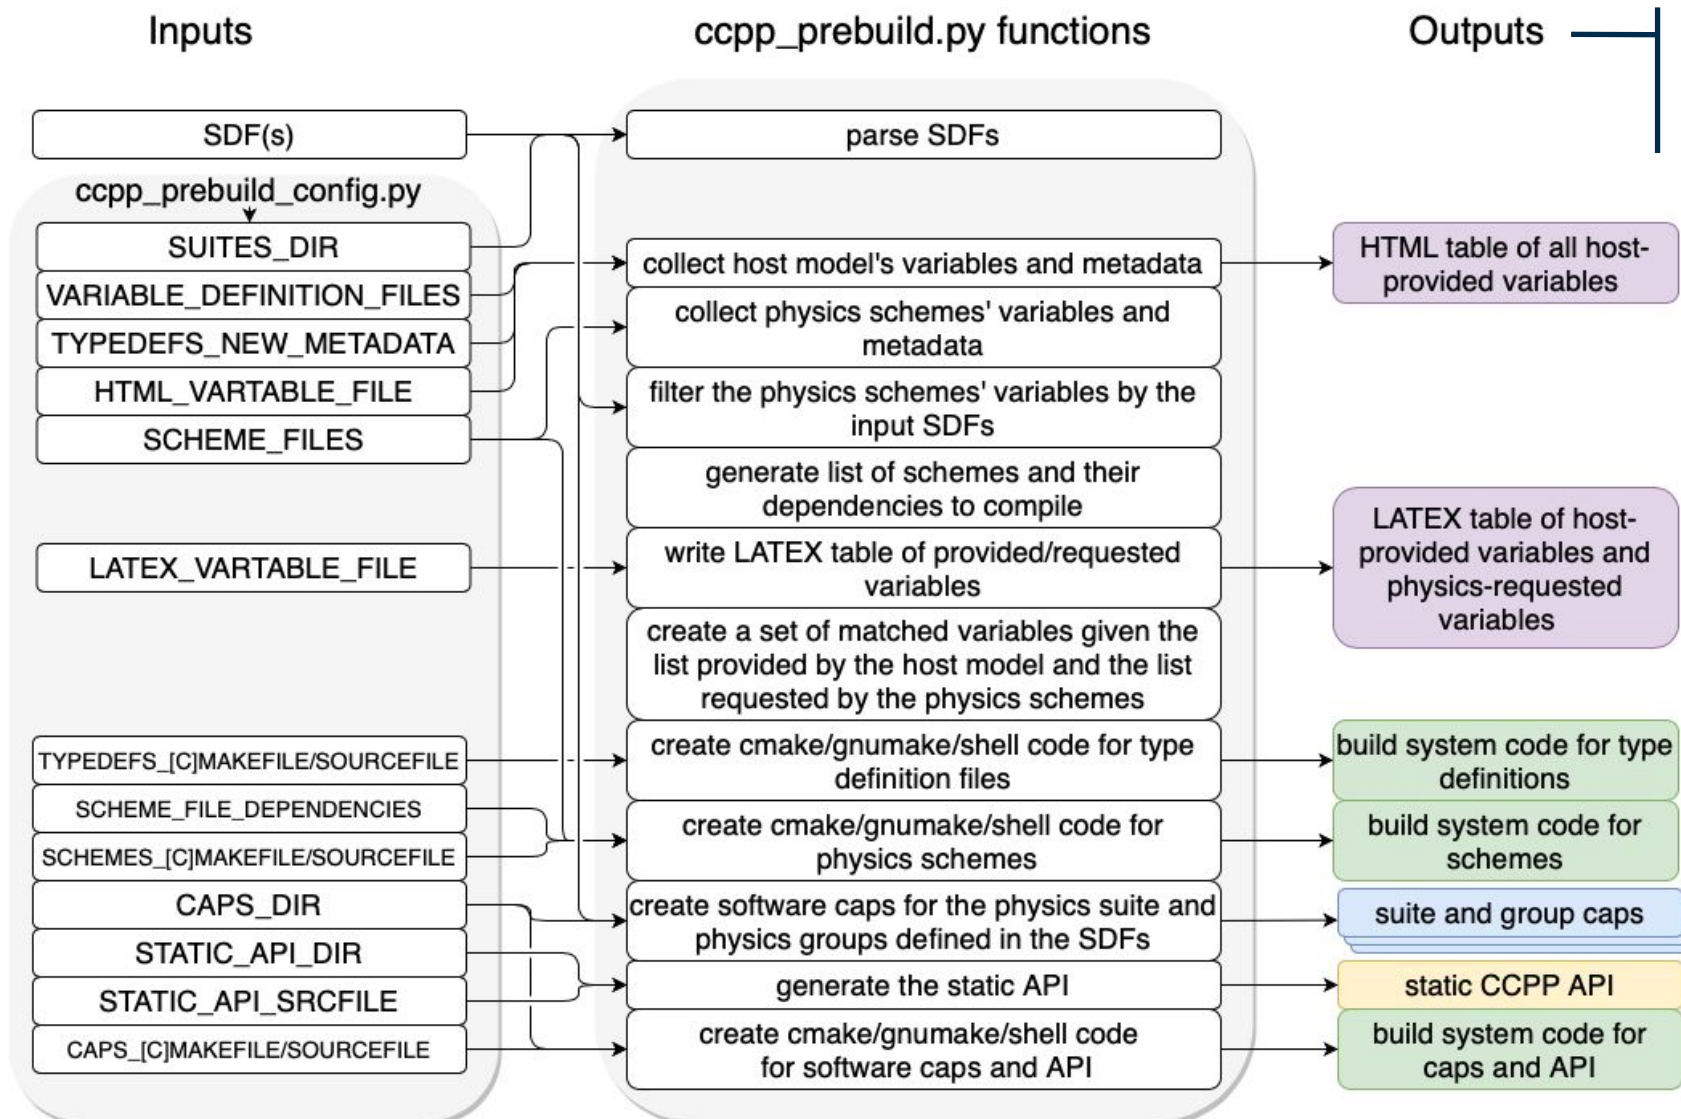 Inputs
ccpp_prebuild.py functions
Outputs
SDF(s)
parse SDFs
ccpp_prebuild_config.py
SUITES_DIR
VARIABLE_DEFINITION_FILES
TYPEDEFS_NEW_METADATA
HTML_VARTABLE_FILE
SCHEME_FILES
LATEX_VARTABLE_FILE
TYPEDEFS_[C]MAKEFILE/SOURCEFILE
SCHEME_FILE_DEPENDENCIES
SCHEMES_[C]MAKEFILE/SOURCEFILE
CAPS_DIR
STATIC_API_DIR
STATIC_API_SRCFILE
CAPS_[C]MAKEFILE/SOURCEFILE
collect host model's variables and metadata
collect physics schemes' variables and
metadata
filter the physics schemes' variables by the
input SDFs
generate list of schemes and their
dependencies to compile
write LATEX table of provided/requested
variables
create a set of matched variables given the
list provided by the host model and the list
requested by the physics schemes
create cmake/gnumake/shell code for type
definition files
create cmake/gnumake/shell code for
physics schemes
create software caps for the physics suite and
physics groups defined in the SDFs
generate the static API
create cmake/gnumake/shell code
for software caps and API
HTML table of all host-
provided variables
LATEX table of host-
provided variables and
physics-requested
variables
build system code for type
definitions
build system code for
schemes
suite and group caps
static CCPP API
build system code for
caps and API